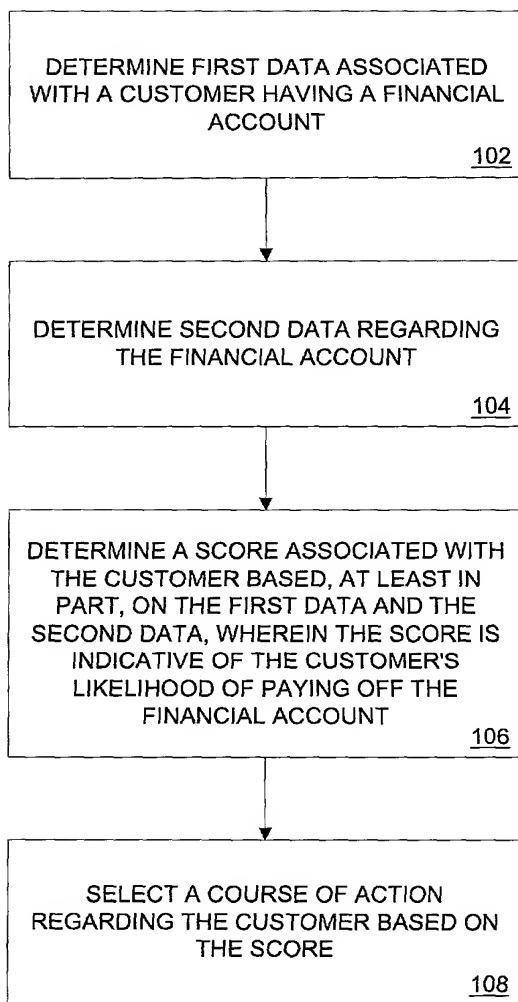 DETERMINE FIRST DATA ASSOCIATED
WITH A CUSTOMER HAVING A FINANCIAL
ACCOUNT
102
DETERMINE SECOND DATA REGARDING
THE FINANCIAL ACCOUNT
104
DETERMINE A SCORE ASSOCIATED WITH
THE CUSTOMER BASED, AT LEAST IN
PART, ON THE FIRST DATA AND THE
SECOND DATA, WHEREIN THE SCORE IS
INDICATIVE OF THE CUSTOMER'S
LIKELIHOOD OF PAYING OFF THE
FINANCIAL ACCOUNT
106
SELECT A COURSE OF ACTION
REGARDING THE CUSTOMER BASED ON
THE SCORE
108